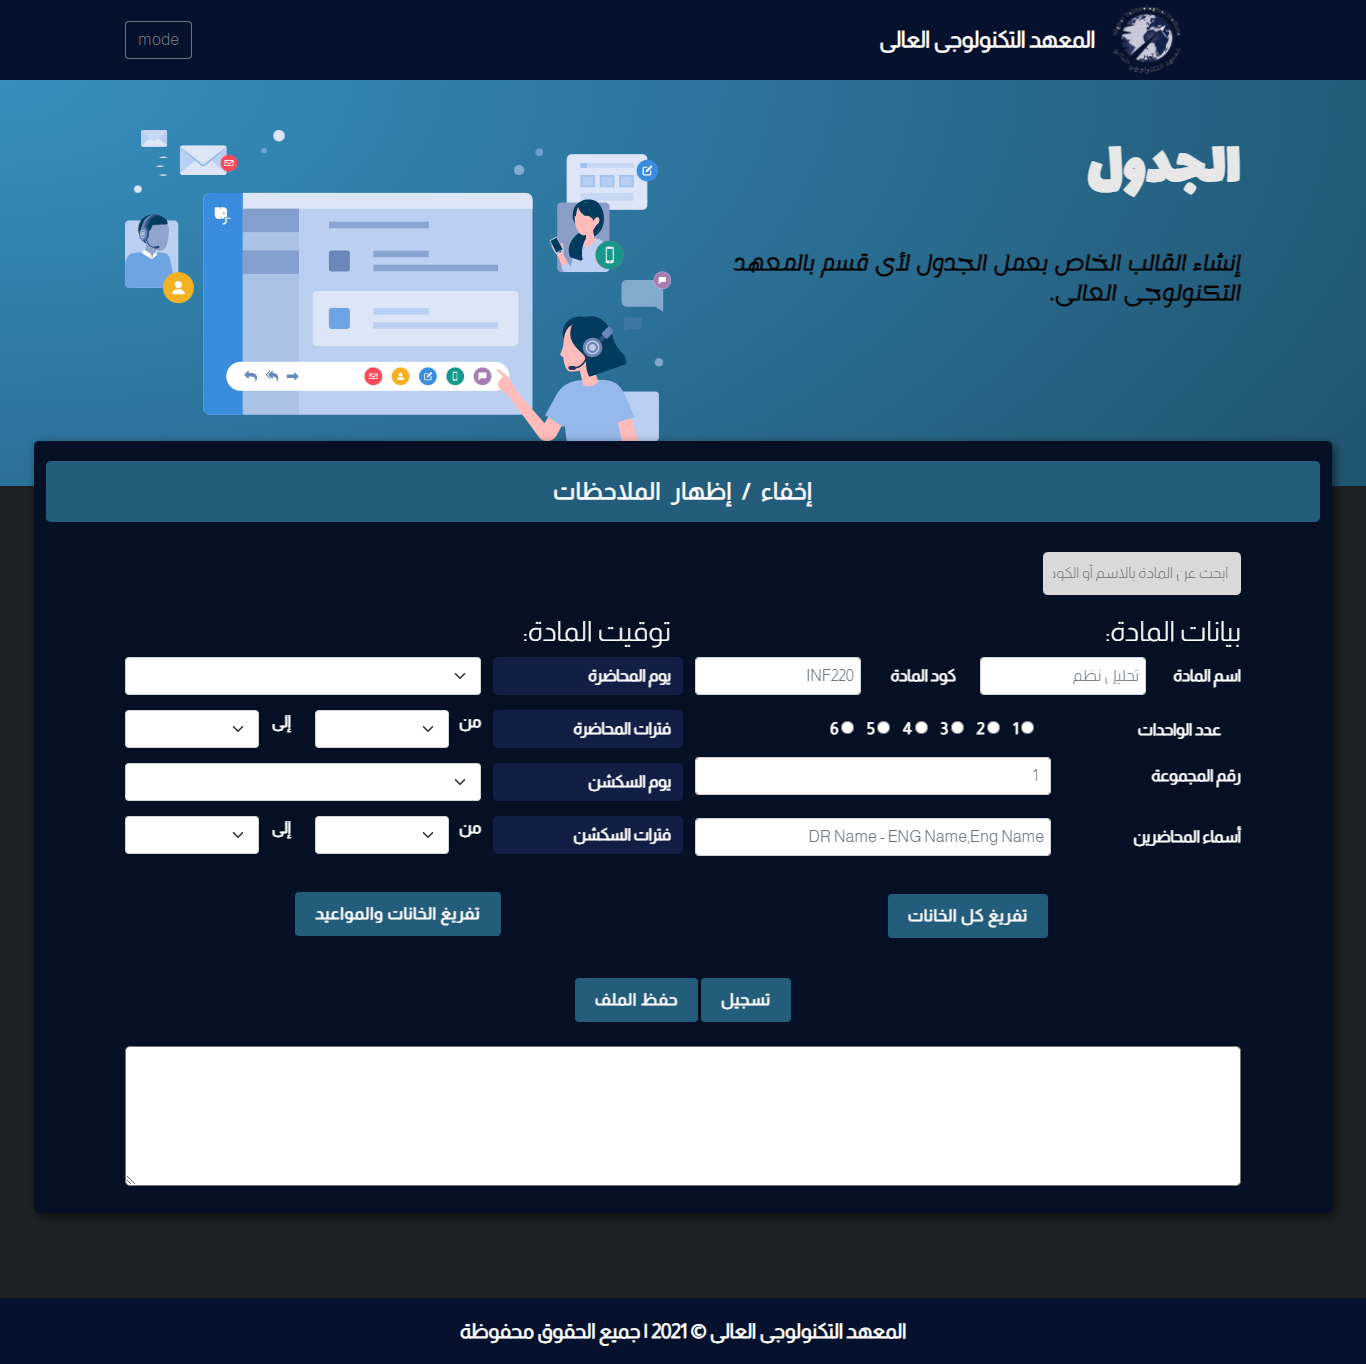 المعهد التكنولوجى العالى
mode
الجدول
إنشاء القالب الخاص بعمل الجدول لأى قسم بالمعهد
التكنولوجى العالى.
إخفاء / إظهار الملاحظات
ابحث عن المادة بالاسم أو الكود
بيانات المادة:
اسم المادة
تحليل نظم
كود المادة
INF220
عدد الواحدات
1 2 3 4 5 6
رقم المجموعة
1
أسماء المحاضرين
DR Name - ENG Name,Eng Name
تفريغ كل الخانات
توقيت المادة:
يوم المحاضرة
فترات المحاضرة
من
إلى
يوم السكشن
فترات السكشن
من
إلى
تفريغ الخانات والمواعيد
تسجيل
حفظ الملف
المعهد التكنولوجى العالى © 2021 | جميع الحقوق محفوظة